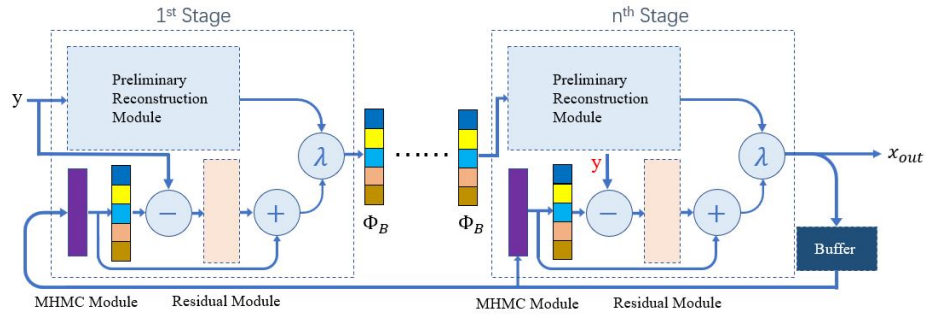 1st Stage
nth Stage
Preliminary
Reconstruction
Module
Preliminary
Reconstruction
Module
y
λ
λ
x_out
y
−
+
−
+
Φ_B
......
Φ_B
Buffer
MHMC Module
Residual Module
MHMC Module
Residual Module